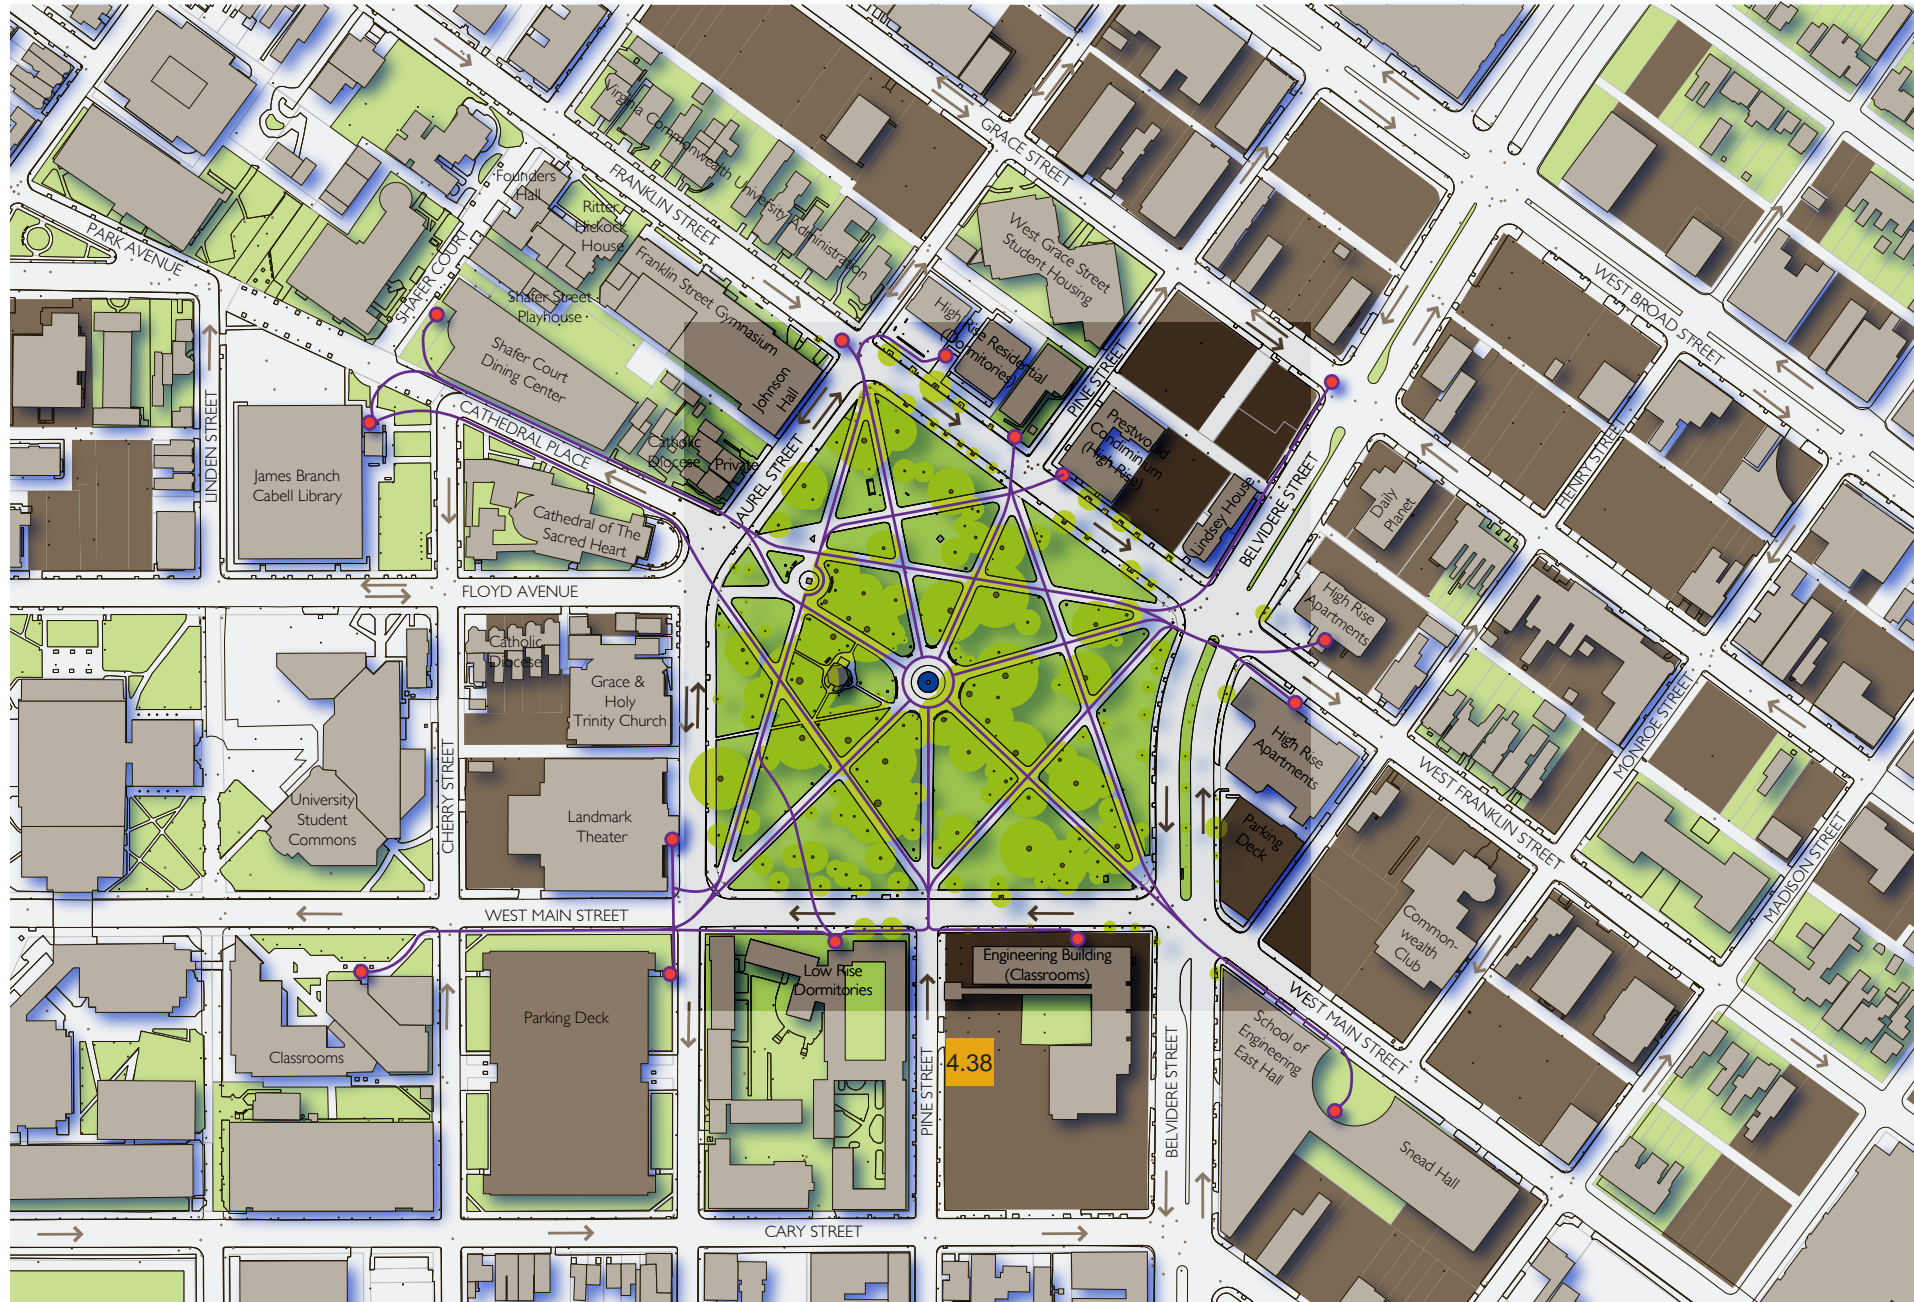 Virginia Commonwealth University Administration
GRACE STREET
FRANKLIN STREET
Founders
Hall
Ritter
Hickock
House
PARK AVENUE
SHAFER COURT
Shafer Street
Playhouse
Franklin Street Gymnasium
West Grace Street
Student Housing
WEST BROAD STREET
High Rise Residential
(Dormitories)
Johnson
Hall
PINE STREET
Shafer Court
Dining Center
CATHEDRAL PLACE
LINDEN STREET
James Branch
Cabell Library
Catholic
Diocese
Private
LAUREL STREET
Prestwould
Condiminium
(High Rise)
Lindsey House
BELVIDERE STREET
HENRY STREET
Daily
Planet
Cathedral of The
Sacred Heart
FLOYD AVENUE
High Rise
Apartments
Catholic
Diocese
Grace &
Holy
Trinity Church
MONROE STREET
High Rise
Apartments
CHERRY STREET
University
Student
Commons
Landmark
Theater
Parking
Deck
WEST FRANKLIN STREET
MADISON STREET
WEST MAIN STREET
Common-
wealth
Club
Engineering Building
(Classrooms)
Low Rise
Dormitories
WEST MAIN STREET
Parking Deck
Classrooms
School of
Engineering
East Hall
4.38
PINE STREET
BELVIDERE STREET
Snead Hall
CARY STREET